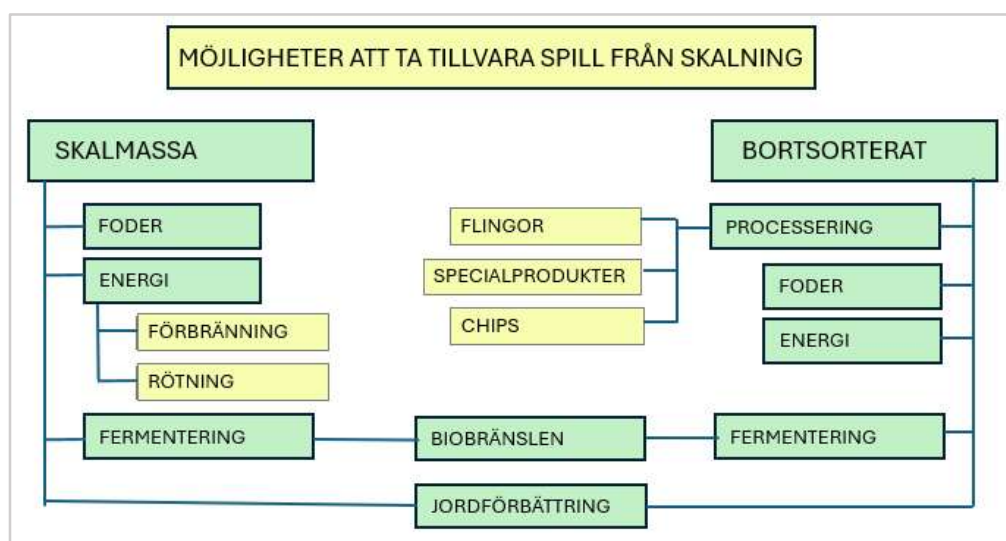 MÖJLIGHETER ATT TA TILLVARA SPILL FRÅN SKALNING
SKALMASSA
FODER
ENERGI
FÖRBRÄNNING
RÖTNING
FERMENTERING
BORTSORTERAT
PROCESSERING
FLINGOR
SPECIALPRODUKTER
CHIPS
FODER
ENERGI
FERMENTERING
BIOBRÄNSLEN
JORDFÖRBÄTTRING